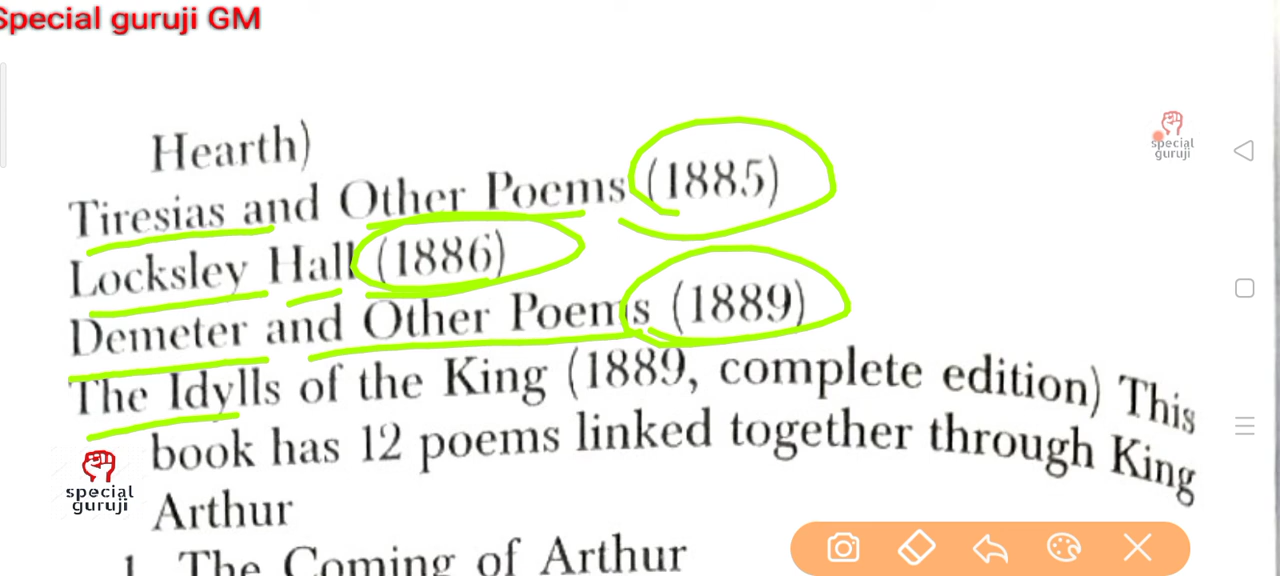 Special guruji GM
Hearth)
special
guruji
Tiresias and Other Poems (1885)
Locksley Hall (1886)
Demeter and Other Poems (1889)
The Idylls of the King (1889, complete edition) This
book has 12 poems linked together through King
Arthur
special
guruji
1 The Coming of Arthur